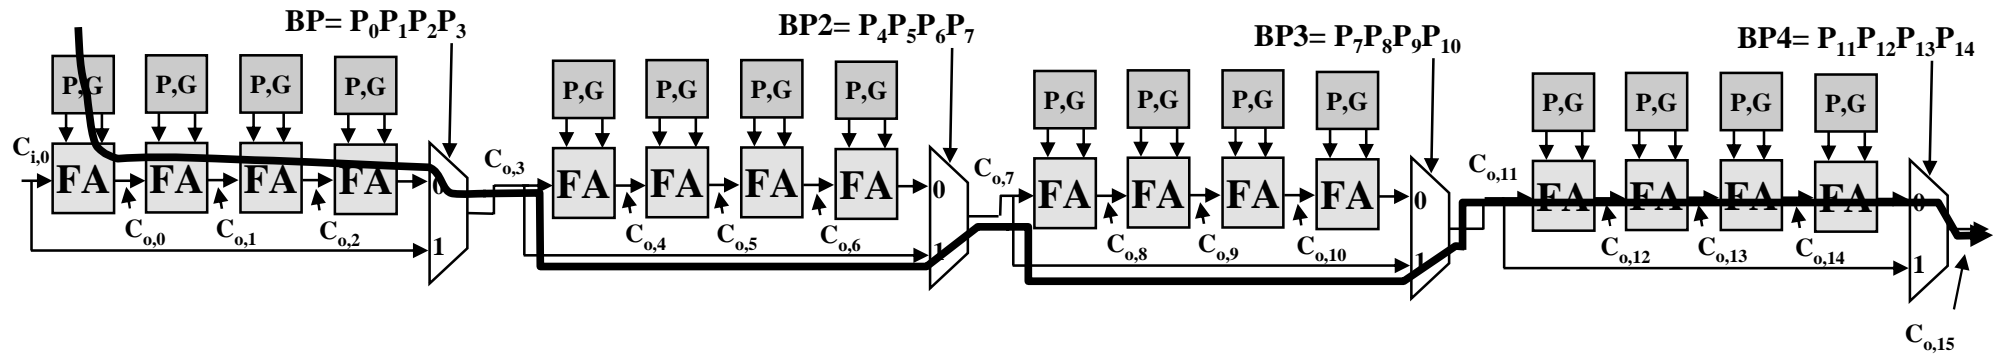 BP= P0P1P2P3
BP2= P4P5P6P7
BP3= P7P8P9P10
BP4= P11P12P13P14
P,G P,G P,G P,G
P,G P,G P,G P,G
P,G P,G P,G P,G
P,G P,G P,G P,G
Ci,0
FA FA FA FA
0
1
Co,0
Co,1
Co,2
Co,3
FA FA FA FA
0
1
Co,4
Co,5
Co,6
Co,7
FA FA FA FA
0
1
Co,8
Co,9
Co,10
Co,11
FA FA FA FA
0
1
Co,12
Co,13
Co,14
Co,15